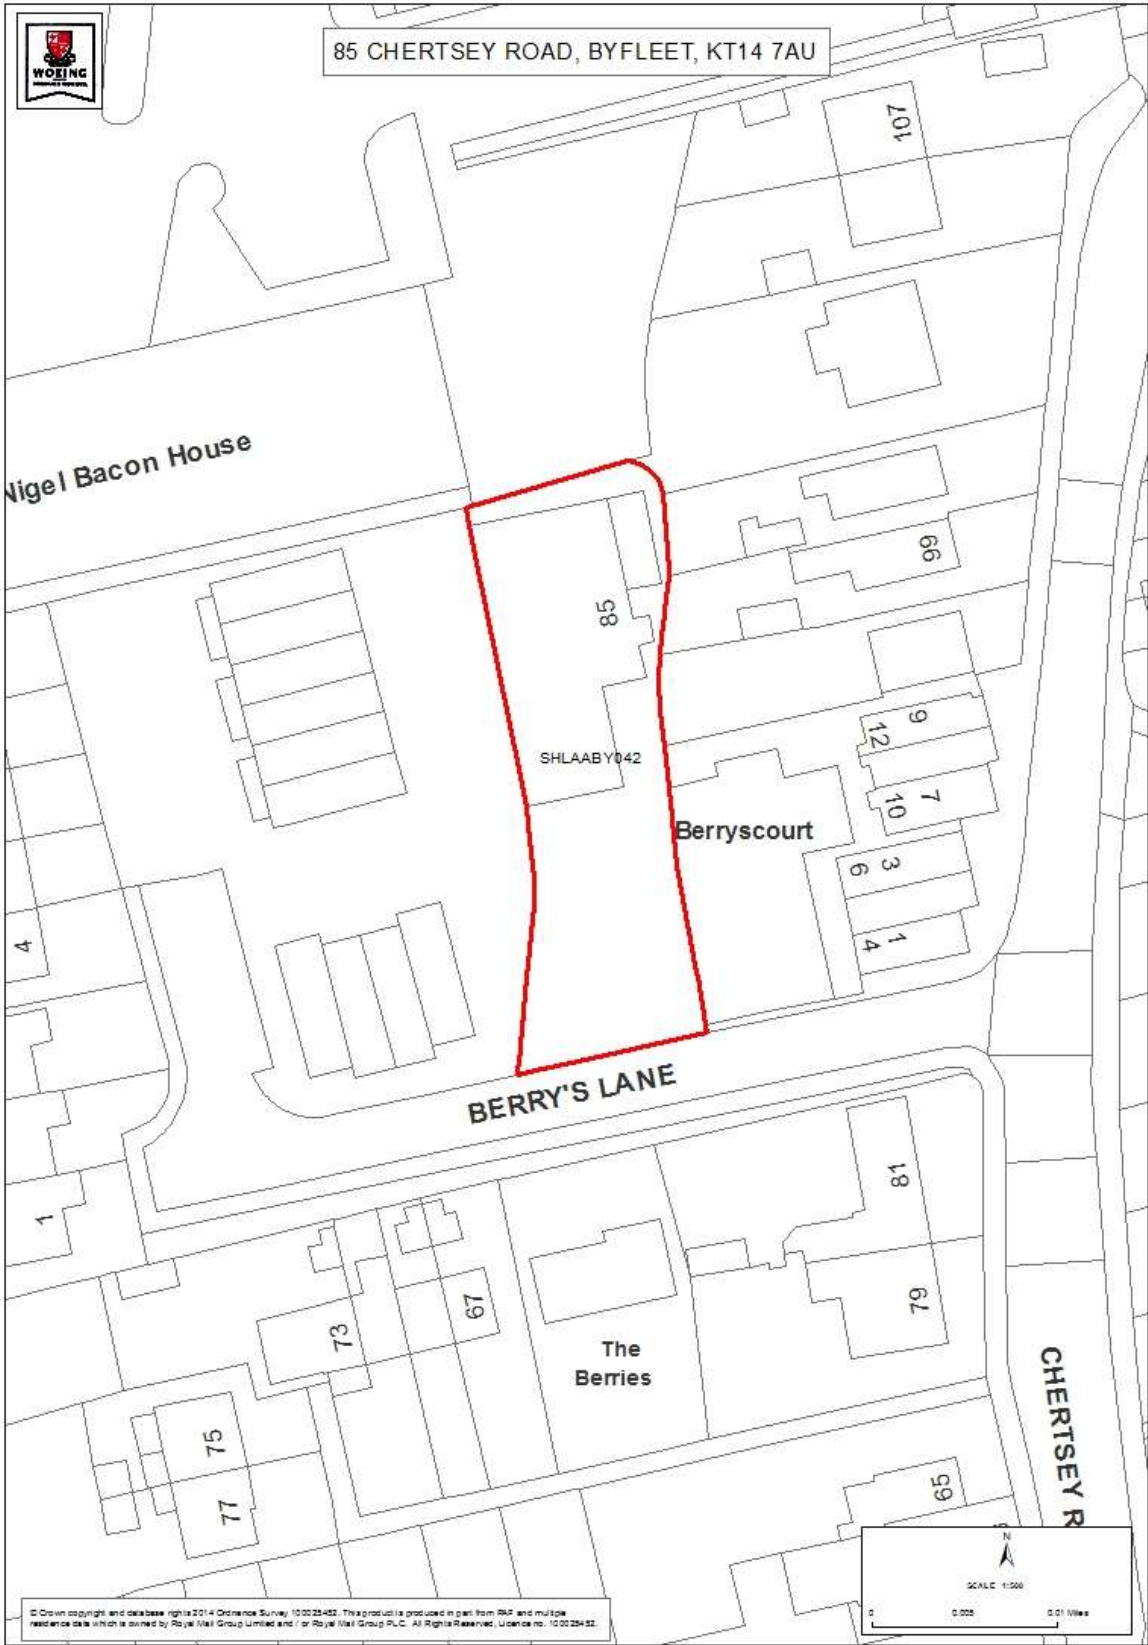 85 CHERTSEY ROAD, BYFLEET, KT14 7AU
WOKING
107
Nigel Bacon House
66
85
SHLAABY042
9
12
7
10
Berryscourt
3
6
1
4
4
BERRY'S LANE
81
1
67
79
73
The
Berries
CHERTSEY R
75
65
77
N
SCALE 1:500
0 0.005 0.01 Miles
© Crown copyright and database rights 2014 Ordnance Survey 100025452. This product is produced in part from PAF and multiple
residence data which is owned by Royal Mail Group Limited and / or Royal Mail Group PLC. All Rights Reserved, Licence no. 100025452.